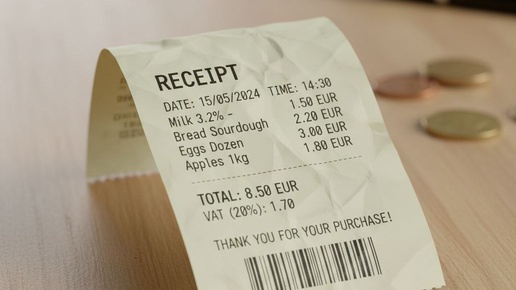 RECEIPT
DATE: 15/05/2024 TIME: 14:30
Milk 3.2% – 1.50 EUR
Bread Sourdough 2.20 EUR
Eggs Dozen 3.00 EUR
Apples 1kg 1.80 EUR
TOTAL: 8.50 EUR
VAT (20%): 1.70
THANK YOU FOR YOUR PURCHASE!